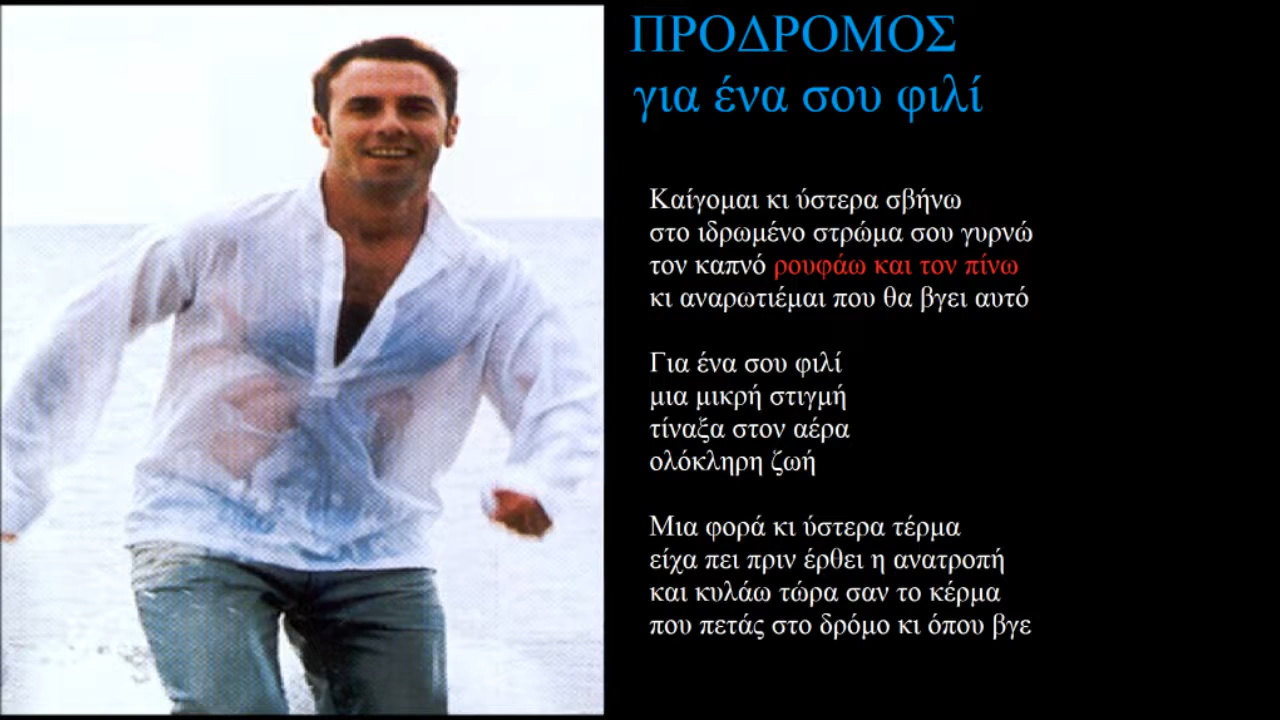 ΠΡΟΔΡΟΜΟΣ
για ένα σου φιλί
Καίγομαι κι ύστερα σβήνω
στο ιδρωμένο στρώμα σου γυρνώ
τον καπνό ρουφάω και τον πίνω
κι αναρωτιέμαι που θα βγει αυτό
Για ένα σου φιλί
μια μικρή στιγμή
τίναξα στον αέρα
ολόκληρη ζωή
Μια φορά κι ύστερα τέρμα
είχα πει πριν έρθει η ανατροπή
και κυλάω τώρα σαν το κέρμα
που πετάς στο δρόμο κι όπου βγε